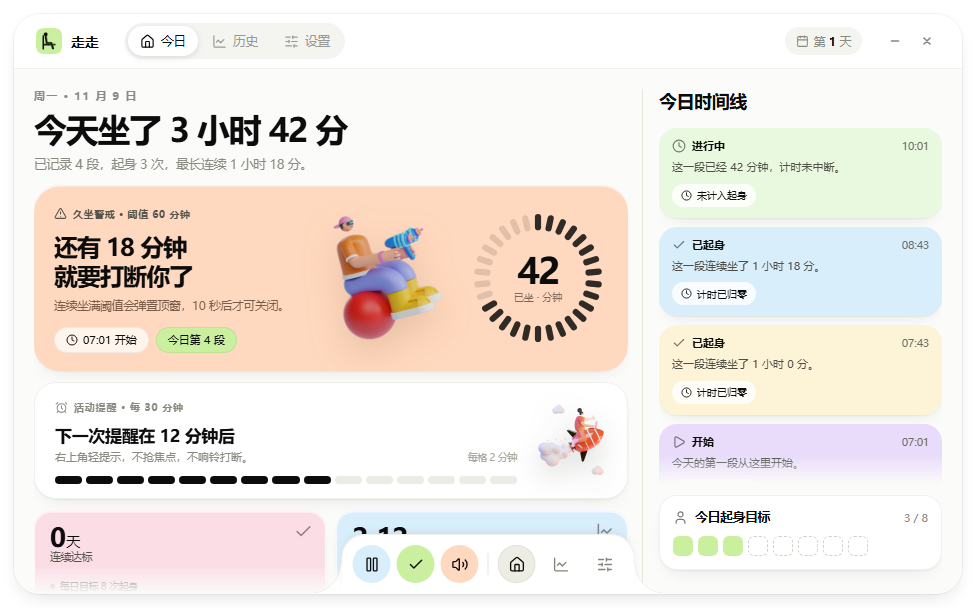 走走
今日
历史
设置
第 1 天
周一 • 11 月 9 日
今天坐了 3 小时 42 分
已记录 4 段，起身 3 次，最长连续 1 小时 18 分。
久坐警戒 • 阈值 60 分钟
还有 18 分钟
就要打断你了
连续坐满阈值会弹置顶窗，10 秒后才可关闭。
07:01 开始
今日第 4 段
42
已坐 · 分钟
活动提醒 • 每 30 分钟
下一次提醒在 12 分钟后
右上角轻提示，不抢焦点，不响铃打断。
每格 2 分钟
0天
连续达标
• 每日目标 8 次起身
今日时间线
进行中
10:01
这一段已经 42 分钟，计时未中断。
未计入起身
已起身
08:43
这一段连续坐了 1 小时 18 分。
计时已归零
已起身
07:43
这一段连续坐了 1 小时 0 分。
计时已归零
开始
07:01
今天的第一段从这里开始。
今日起身目标
3 / 8